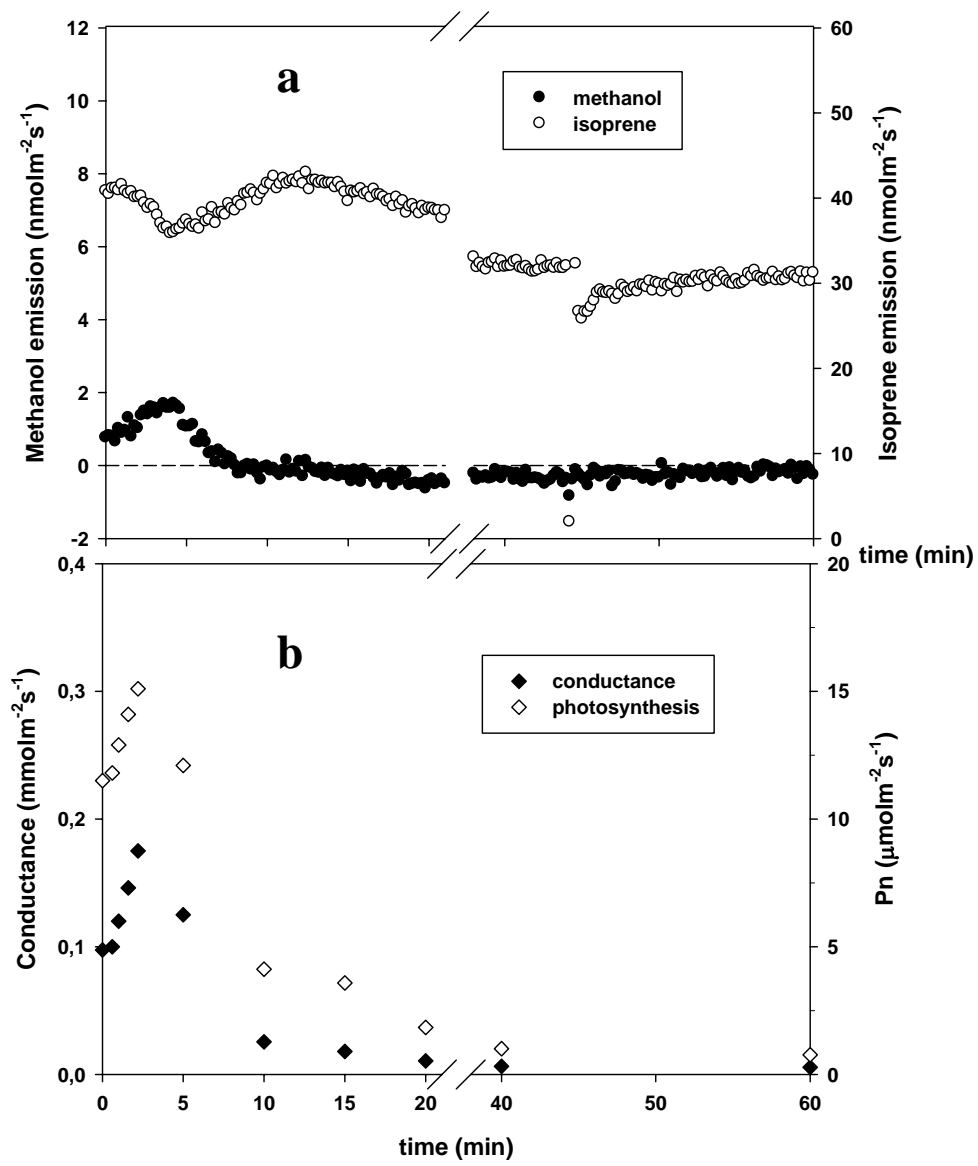 a
methanol
isoprene
Methanol emission (nmolm-2s-1)
12
10
8
6
4
2
0
-2
Isoprene emission (nmolm-2s-1)
60
50
40
30
20
10
0
time (min)
b
conductance
photosynthesis
Conductance (mmolm-2s-1)
0,4
0,3
0,2
0,1
0,0
Pn (μmolm-2s-1)
20
15
10
5
0
0 5 10 15 20 40 50 60
time (min)